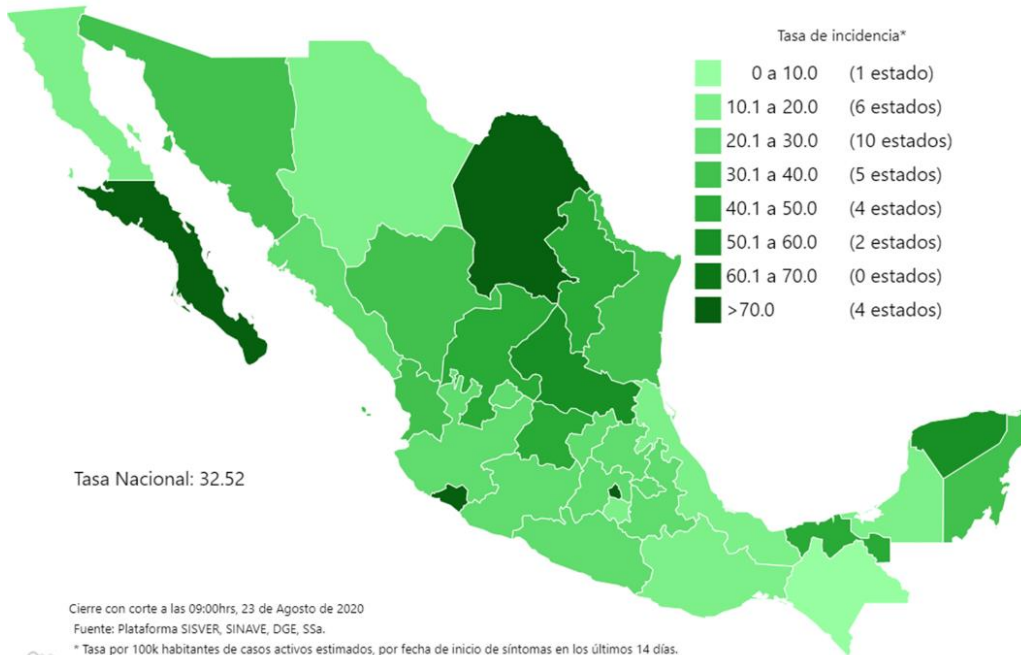 Tasa de incidencia*
0 a 10.0 (1 estado)
10.1 a 20.0 (6 estados)
20.1 a 30.0 (10 estados)
30.1 a 40.0 (5 estados)
40.1 a 50.0 (4 estados)
50.1 a 60.0 (2 estados)
60.1 a 70.0 (0 estados)
>70.0 (4 estados)
Tasa Nacional: 32.52
Cierre con corte a las 09:00hrs, 23 de Agosto de 2020
Fuente: Plataforma SISVER, SINAVE, DGE, SSa.
* Tasa por 100k habitantes de casos activos estimados, por fecha de inicio de síntomas en los últimos 14 días.